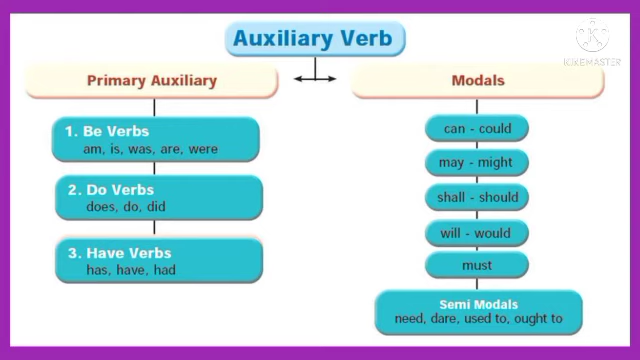 Auxiliary Verb
KINEMASTER
Primary Auxiliary
1. Be Verbs
am, is, was, are, were
2. Do Verbs
does, do, did
3. Have Verbs
has, have, had
Modals
can - could
may - might
shall - should
will - would
must
Semi Modals
need, dare, used to, ought to